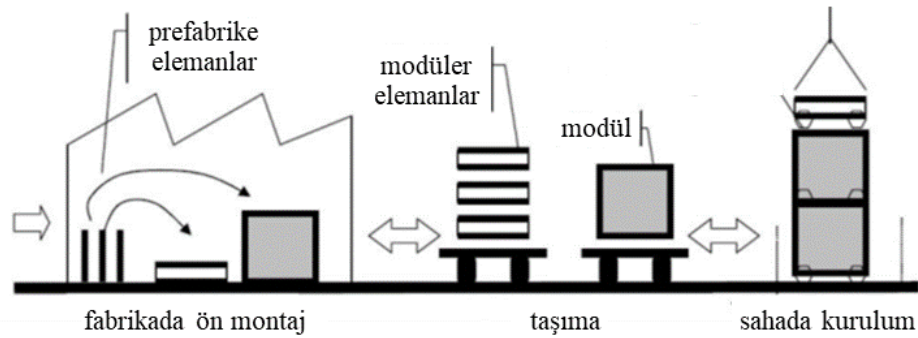 prefabrike
elemanlar
modüler
elemanlar
modül
fabrikada ön montaj
taşıma
sahada kurulum